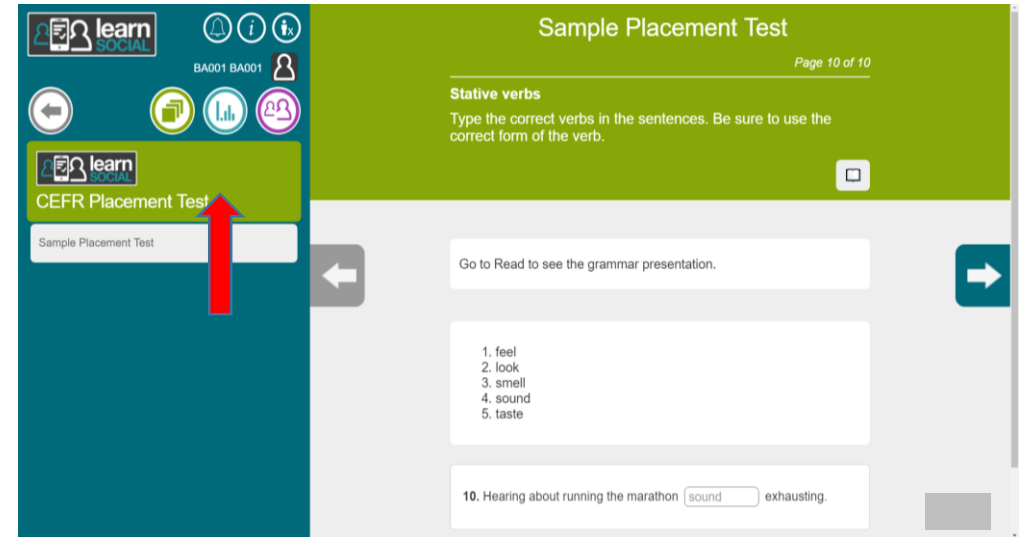 learn
SOCIAL
BA001 BA001
learn
SOCIAL
CEFR Placement Test
Sample Placement Test
Sample Placement Test
Page 10 of 10
Stative verbs
Type the correct verbs in the sentences. Be sure to use the
correct form of the verb.
Go to Read to see the grammar presentation.
1. feel
2. look
3. smell
4. sound
5. taste
10. Hearing about running the marathon sound exhausting.